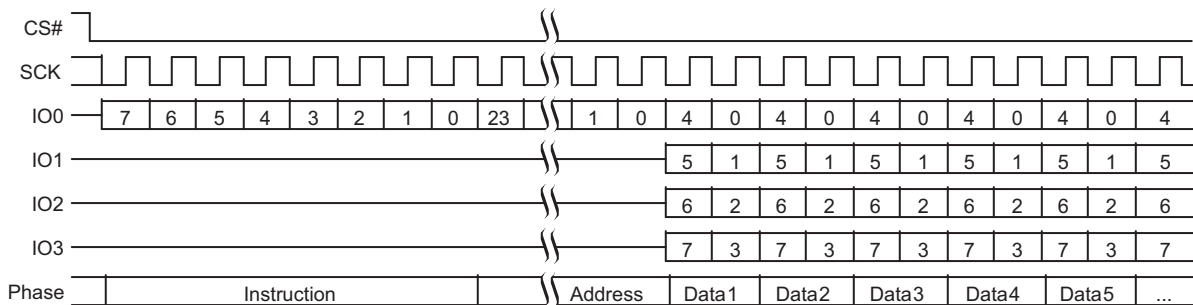 CS#
SCK
IO0 7 6 5 4 3 2 1 0 23 1 0 4 0 4 0 4 0 4 0 4 0 4
IO1 5 1 5 1 5 1 5 1 5 1 5
IO2 6 2 6 2 6 2 6 2 6 2 6
IO3 7 3 7 3 7 3 7 3 7 3 7
Phase Instruction Address Data1 Data2 Data3 Data4 Data5 ...